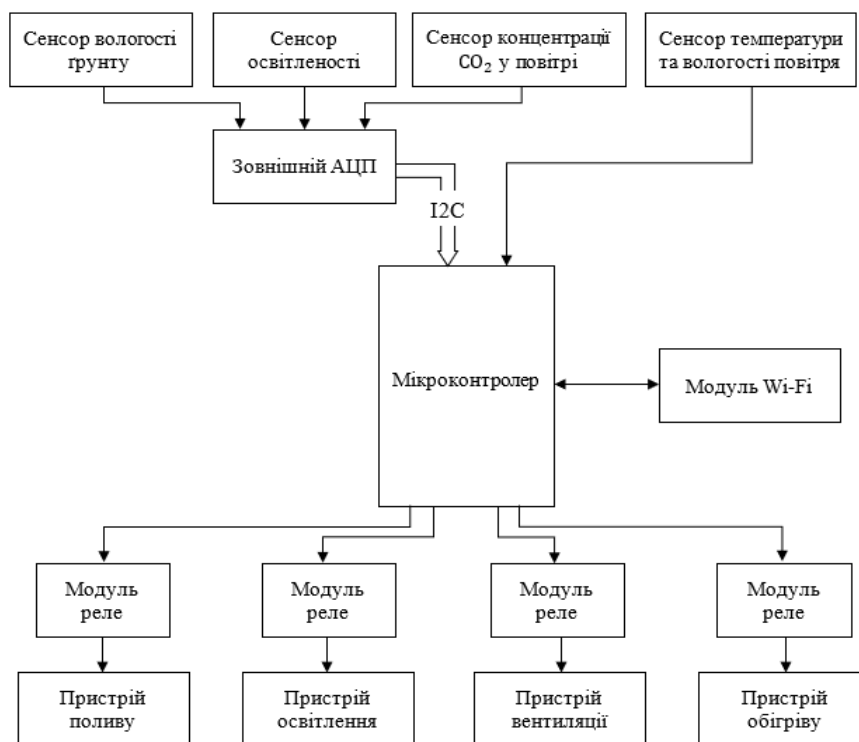 Сенсор вологості
ґрунту
Сенсор
освітленості
Сенсор концентрації
CO₂ у повітрі
Сенсор температури
та вологості повітря
Зовнішній АЦП
I2C
Мікроконтролер
Модуль Wi-Fi
Модуль
реле
Модуль
реле
Модуль
реле
Модуль
реле
Пристрій
поливу
Пристрій
освітлення
Пристрій
вентиляції
Пристрій
обігріву